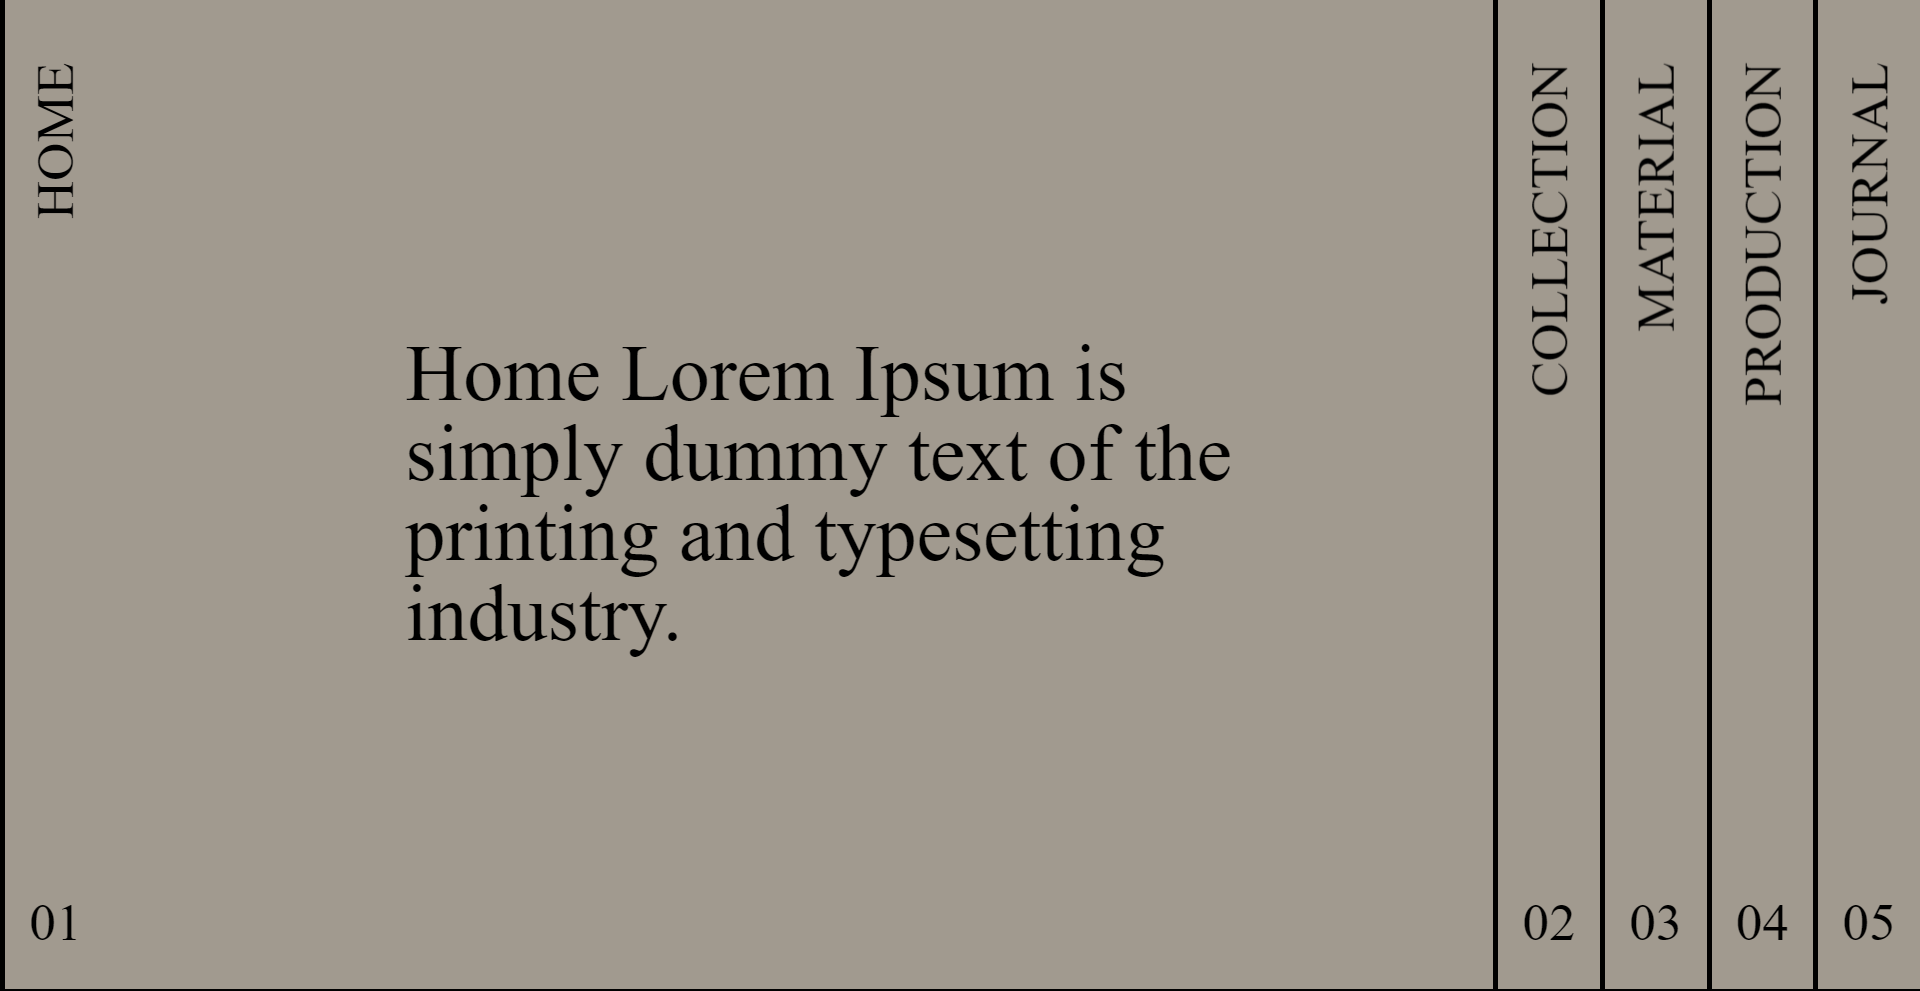 HOME
01
Home Lorem Ipsum is
simply dummy text of the
printing and typesetting
industry.
COLLECTION
02
MATERIAL
03
PRODUCTION
04
JOURNAL
05